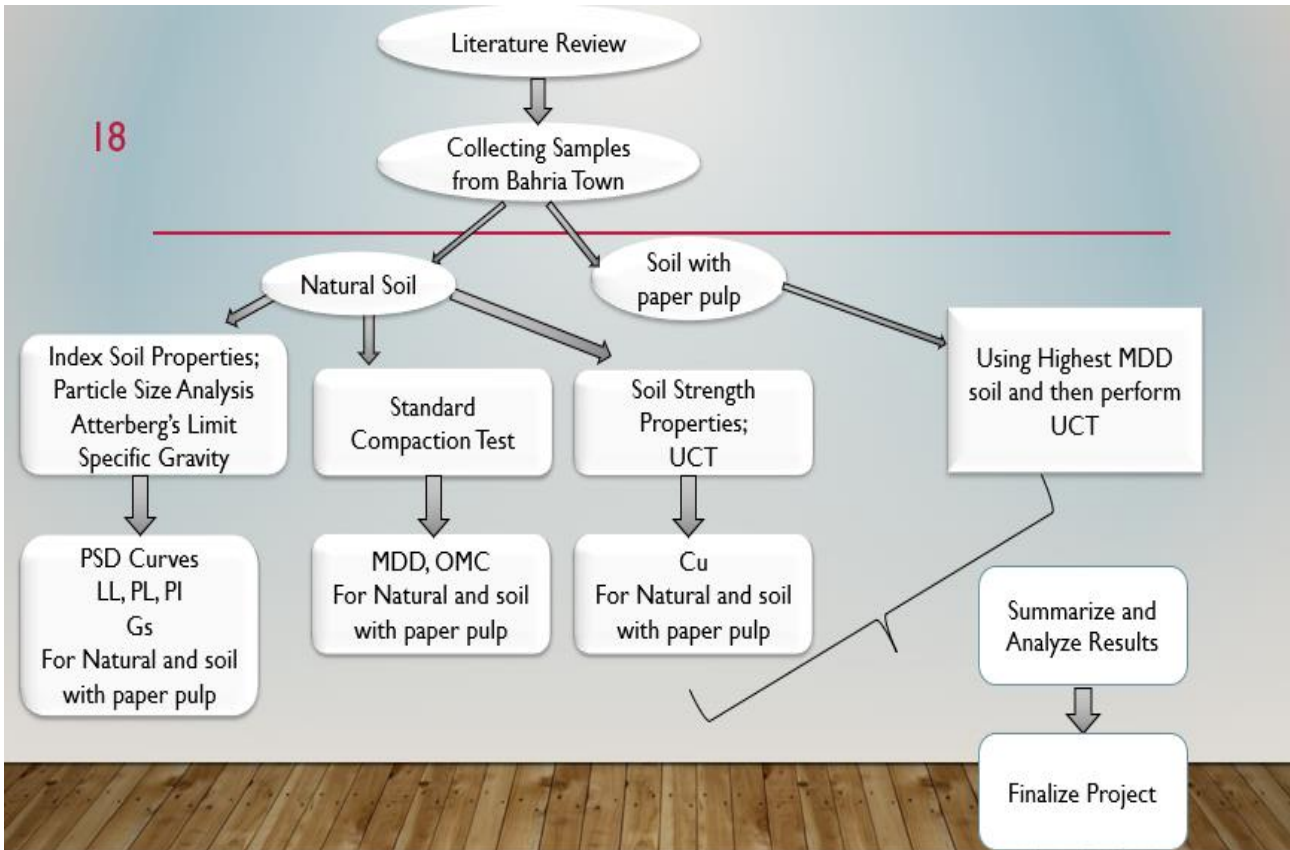 Literature Review
18
Collecting Samples
from Bahria Town
Natural Soil
Soil with
paper pulp
Index Soil Properties;
Particle Size Analysis
Atterberg's Limit
Specific Gravity
Standard
Compaction Test
Soil Strength
Properties;
UCT
Using Highest MDD
soil and then perform
UCT
PSD Curves
LL, PL, PI
Gs
For Natural and soil
with paper pulp
MDD, OMC
For Natural and soil
with paper pulp
Cu
For Natural and soil
with paper pulp
Summarize and
Analyze Results
Finalize Project